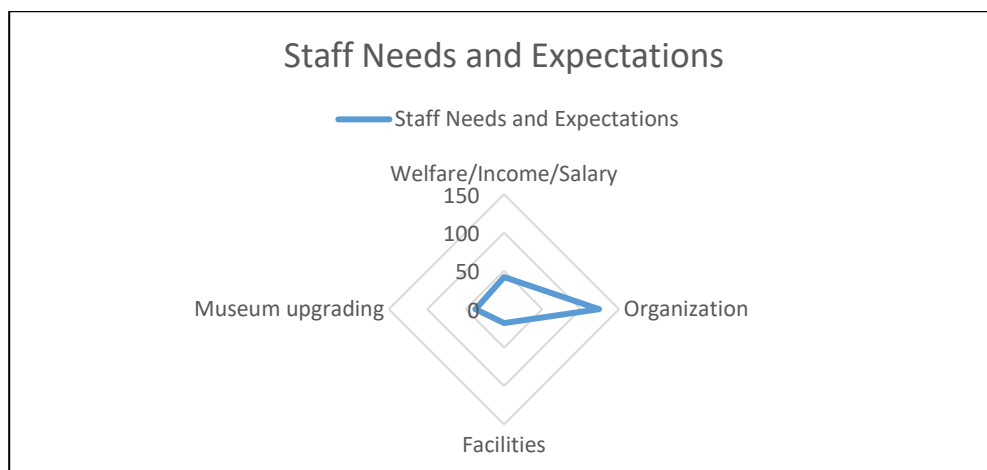 Staff Needs and Expectations
Staff Needs and Expectations
Welfare/Income/Salary
150
100
50
Museum upgrading
0
Organization
Facilities